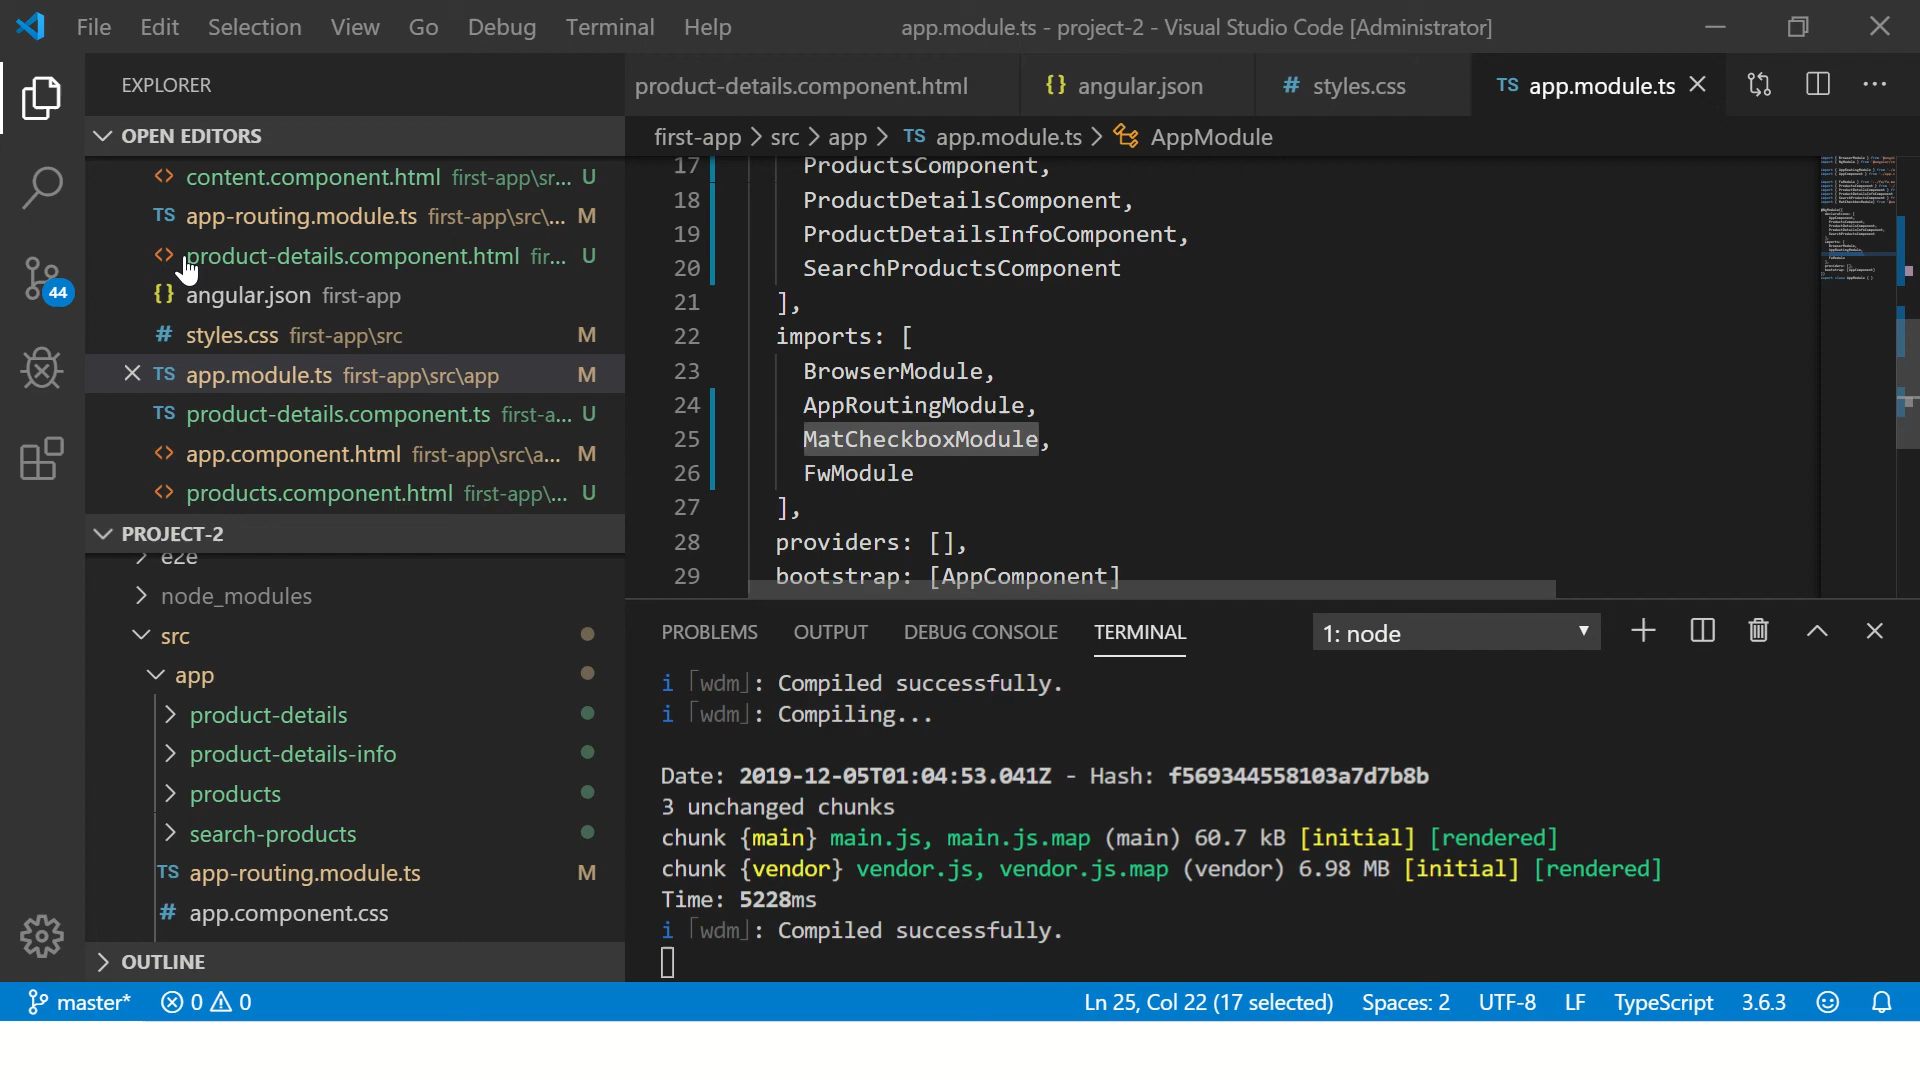 File Edit Selection View Go Debug Terminal Help app.module.ts - project-2 - Visual Studio Code [Administrator]
EXPLORER
OPEN EDITORS
<> content.component.html first-app\sr... U
TS app-routing.module.ts first-app\src\... M
<> product-details.component.html fir... U
{} angular.json first-app
# styles.css first-app\src M
TS app.module.ts first-app\src\app M
TS product-details.component.ts first-a... U
<> app.component.html first-app\src\a... M
<> products.component.html first-app\... U
PROJECT-2
e2e
node_modules
src
app
product-details
product-details-info
products
search-products
TS app-routing.module.ts M
# app.component.css
OUTLINE
44
product-details.component.html {} angular.json # styles.css TS app.module.ts
first-app > src > app > TS app.module.ts > AppModule
17 ProductsComponent,
18 ProductDetailsComponent,
19 ProductDetailsInfoComponent,
20 SearchProductsComponent
21 ],
22 imports: [
23 BrowserModule,
24 AppRoutingModule,
25 MatCheckboxModule,
26 FwModule
27 ],
28 providers: [],
29 bootstrap: [AppComponent]
PROBLEMS OUTPUT DEBUG CONSOLE TERMINAL 1: node
i ｢wdm｣: Compiled successfully.
i ｢wdm｣: Compiling...
Date: 2019-12-05T01:04:53.041Z - Hash: f569344558103a7d7b8b
3 unchanged chunks
chunk {main} main.js, main.js.map (main) 60.7 kB [initial] [rendered]
chunk {vendor} vendor.js, vendor.js.map (vendor) 6.98 MB [initial] [rendered]
Time: 5228ms
i ｢wdm｣: Compiled successfully.
master* 0 0 Ln 25, Col 22 (17 selected) Spaces: 2 UTF-8 LF TypeScript 3.6.3